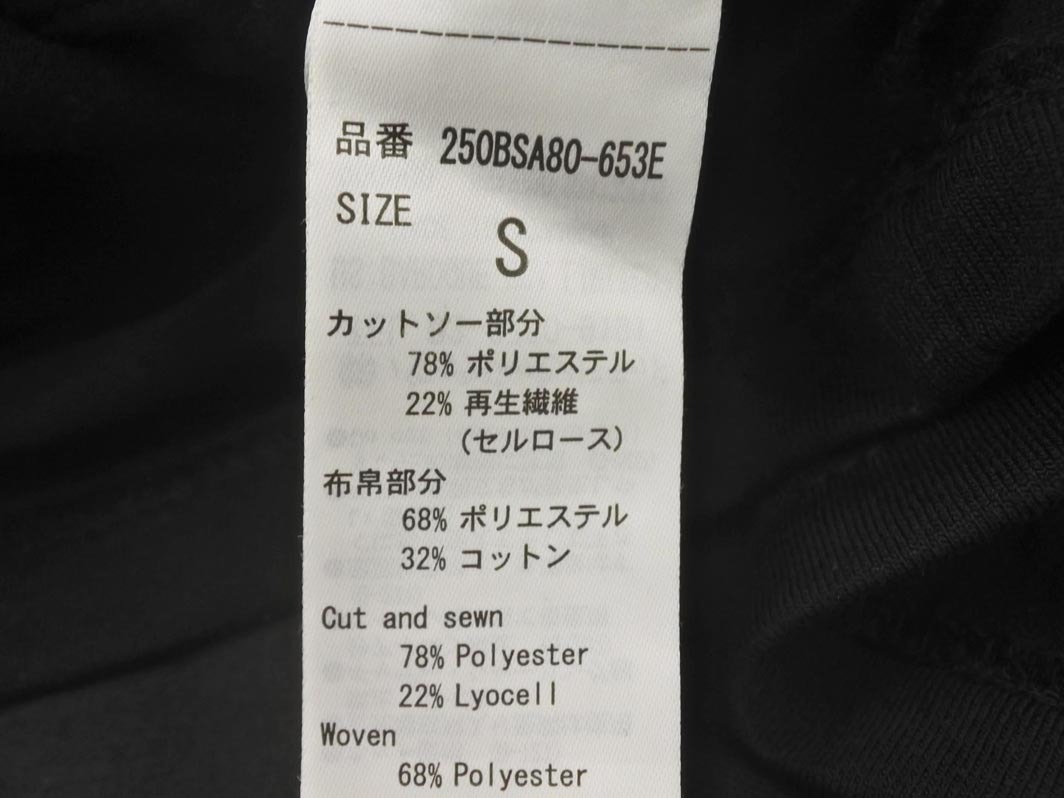 品番 250BSA80-653E
SIZE
S
カットソー部分
78% ポリエステル
22% 再生繊維
(セルロース)
布帛部分
68% ポリエステル
32% コットン
Cut and sewn
78% Polyester
22% Lyocell
Woven
68% Polyester